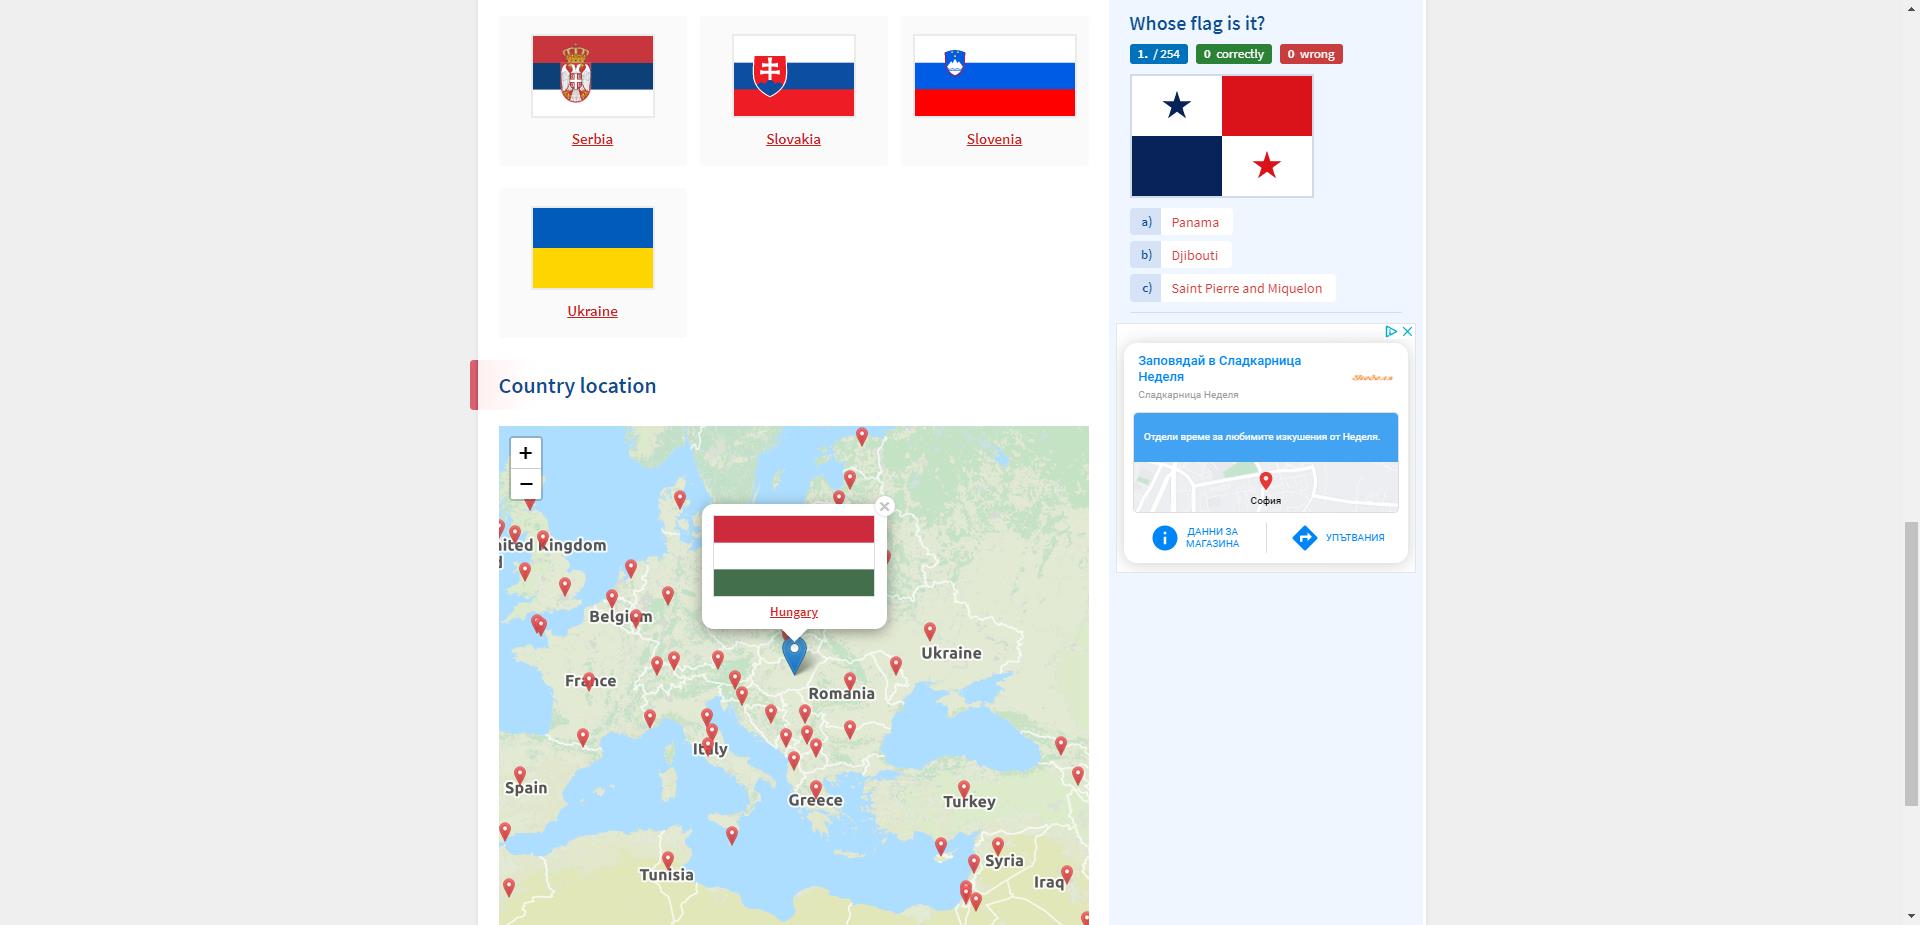 Serbia
Slovakia
Slovenia
Ukraine
Country location
+
−
United Kingdom
Belgium
France
Italy
Spain
Tunisia
Greece
Romania
Ukraine
Turkey
Syria
Iraq
Hungary
Whose flag is it?
1. / 254
0 correctly
0 wrong
a) Panama
b) Djibouti
c) Saint Pierre and Miquelon
Заповядай в Сладкарница
Неделя
Неделя
Сладкарница Неделя
Отдели време за любимите изкушения от Неделя.
София
ДАННИ ЗА
МАГАЗИНА
УПЪТВАНИЯ